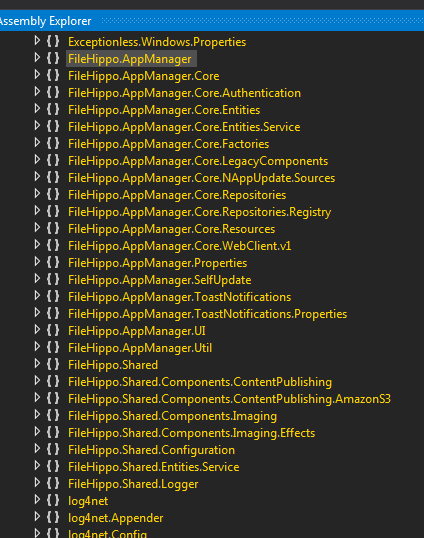 Assembly Explorer
{ } Exceptionless.Windows.Properties
{ } FileHippo.AppManager
{ } FileHippo.AppManager.Core
{ } FileHippo.AppManager.Core.Authentication
{ } FileHippo.AppManager.Core.Entities
{ } FileHippo.AppManager.Core.Entities.Service
{ } FileHippo.AppManager.Core.Factories
{ } FileHippo.AppManager.Core.LegacyComponents
{ } FileHippo.AppManager.Core.NAppUpdate.Sources
{ } FileHippo.AppManager.Core.Repositories
{ } FileHippo.AppManager.Core.Repositories.Registry
{ } FileHippo.AppManager.Core.Resources
{ } FileHippo.AppManager.Core.WebClient.v1
{ } FileHippo.AppManager.Properties
{ } FileHippo.AppManager.SelfUpdate
{ } FileHippo.AppManager.ToastNotifications
{ } FileHippo.AppManager.ToastNotifications.Properties
{ } FileHippo.AppManager.UI
{ } FileHippo.AppManager.Util
{ } FileHippo.Shared
{ } FileHippo.Shared.Components.ContentPublishing
{ } FileHippo.Shared.Components.ContentPublishing.AmazonS3
{ } FileHippo.Shared.Components.Imaging
{ } FileHippo.Shared.Components.Imaging.Effects
{ } FileHippo.Shared.Configuration
{ } FileHippo.Shared.Entities.Service
{ } FileHippo.Shared.Logger
{ } log4net
{ } log4net.Appender
{ } log4net.Config